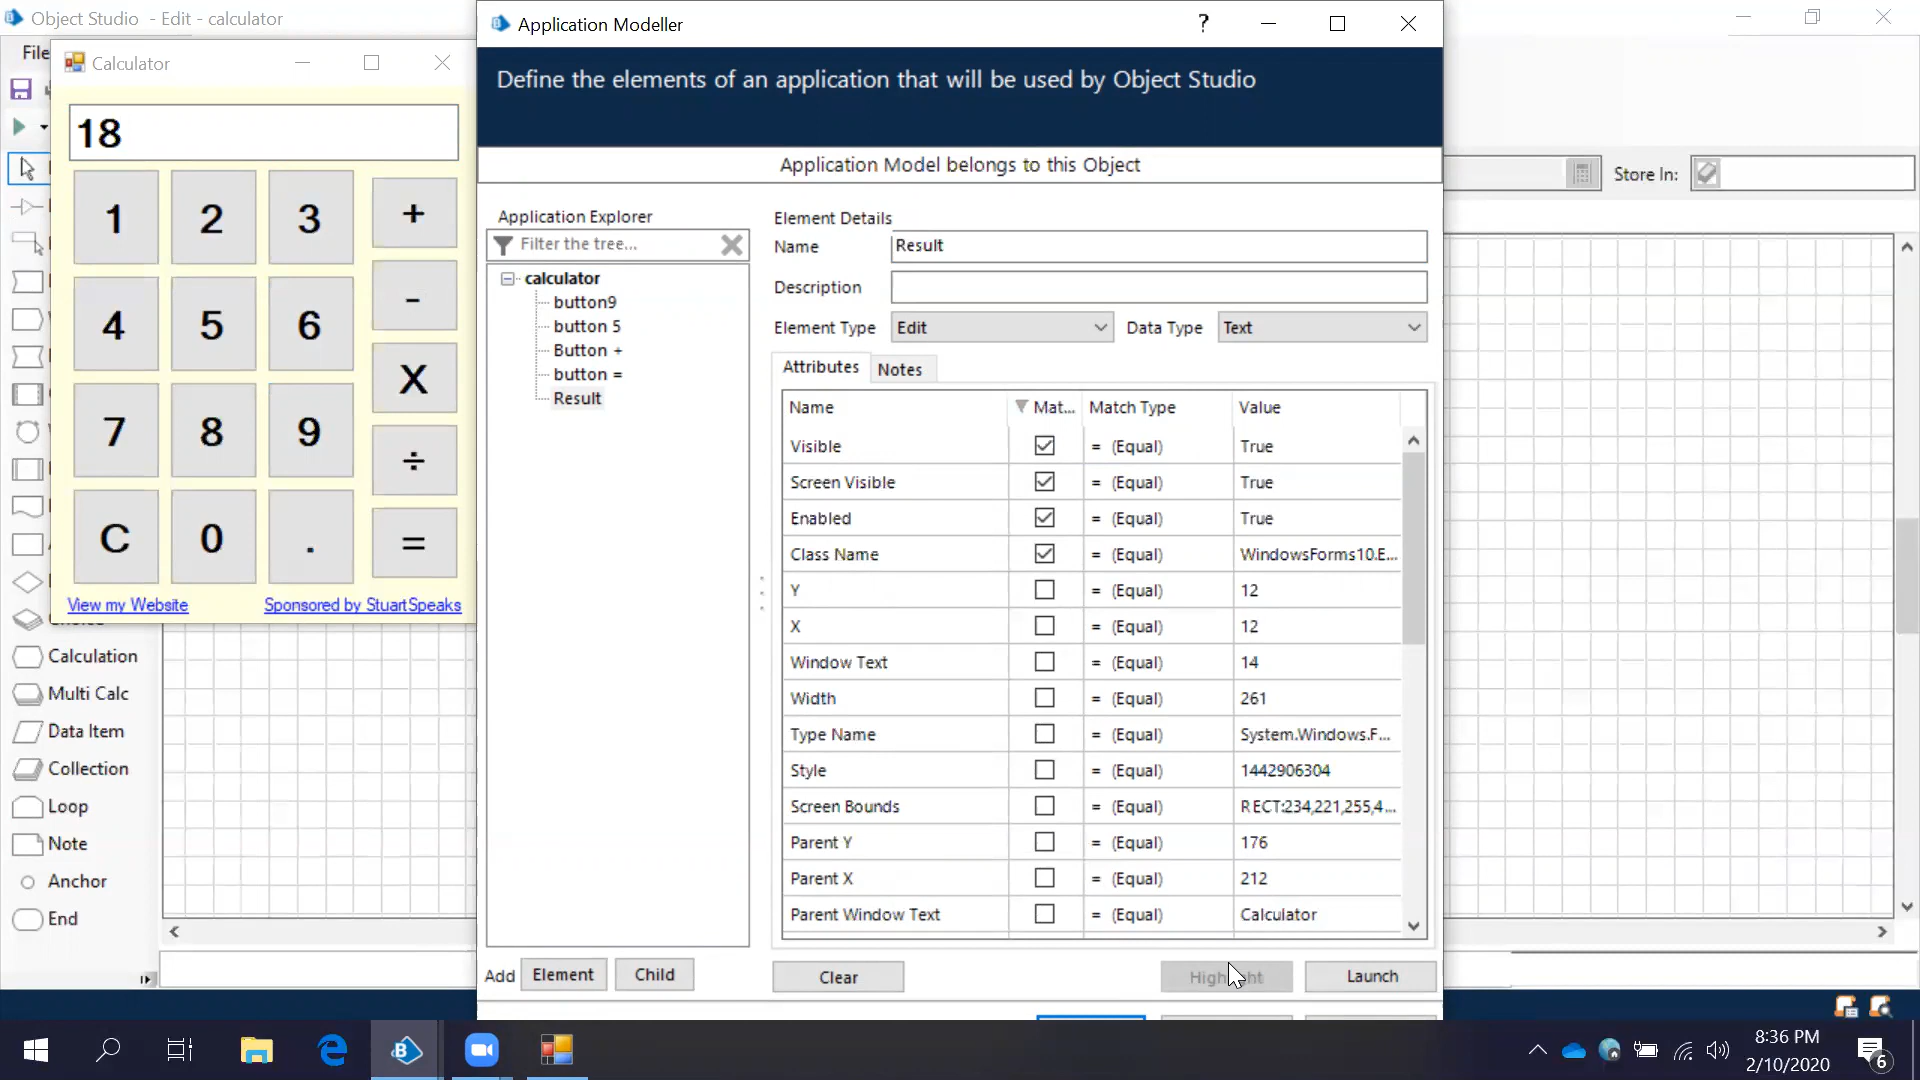 Object Studio - Edit - calculator
File
Calculator
18
1 2 3 +
4 5 6 -
7 8 9 X
÷
C 0 . =
View my Website
Sponsored by StuartSpeaks
Calculation
Multi Calc
Data Item
Collection
Loop
Note
Anchor
End
Application Modeller
?
Define the elements of an application that will be used by Object Studio
Application Model belongs to this Object
Application Explorer
Filter the tree...
calculator
button9
button 5
Button +
button =
Result
Add Element Child
Element Details
Name Result
Description
Element Type Edit Data Type Text
Attributes Notes
Name Mat... Match Type Value
Visible = (Equal) True
Screen Visible = (Equal) True
Enabled = (Equal) True
Class Name = (Equal) WindowsForms10.E...
Y = (Equal) 12
X = (Equal) 12
Window Text = (Equal) 14
Width = (Equal) 261
Type Name = (Equal) System.Windows.F...
Style = (Equal) 1442906304
Screen Bounds = (Equal) RECT:234,221,255,4...
Parent Y = (Equal) 176
Parent X = (Equal) 212
Parent Window Text = (Equal) Calculator
Clear Highlight Launch
Store In:
8:36 PM
2/10/2020
6